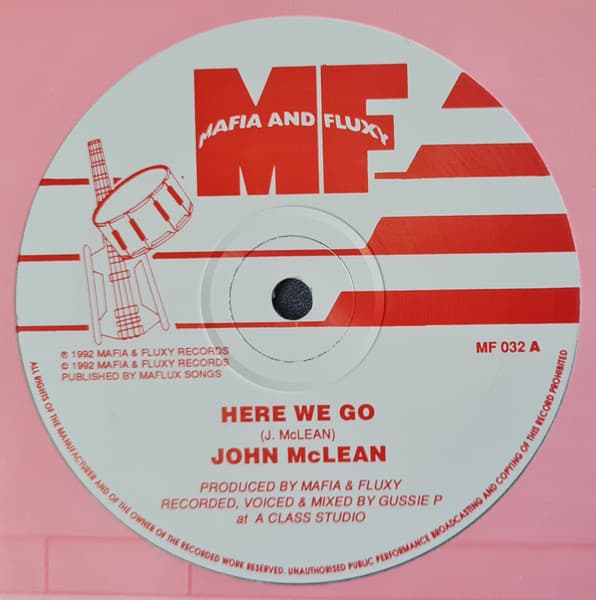 MF
MAFIA AND FLUXY
℗ 1992 MAFIA & FLUXY RECORDS
© 1992 MAFIA & FLUXY RECORDS
PUBLISHED BY MAFLUX SONGS
MF 032 A
HERE WE GO
(J. McLEAN)
JOHN McLEAN
PRODUCED BY MAFIA & FLUXY
RECORDED, VOICED & MIXED BY GUSSIE P
at A CLASS STUDIO
ALL RIGHTS OF THE MANUFACTURER AND OF THE OWNER OF THE RECORDED WORK RESERVED. UNAUTHORISED PUBLIC PERFORMANCE BROADCASTING AND COPYING OF THIS RECORD PROHIBITED